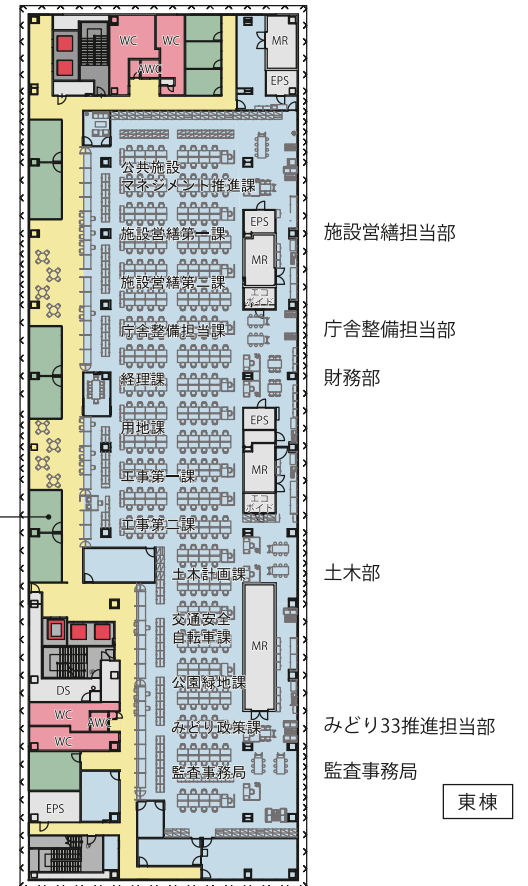 WC
WC
MR
AWC
EPS
公共施設
マネジメント推進課
EPS
施設営繕第一課
施設営繕担当部
MR
施設営繕第二課
エコ
ボイド
庁舎整備担当課
庁舎整備担当部
経理課
財務部
EPS
用地課
MR
工事第一課
エコ
ボイド
工事第二課
土木計画課
土木部
交通安全
自転車課
MR
公園緑地課
DS
WC
AWC
みどり政策課
みどり33推進担当部
WC
監査事務局
監査事務局
EPS
東棟